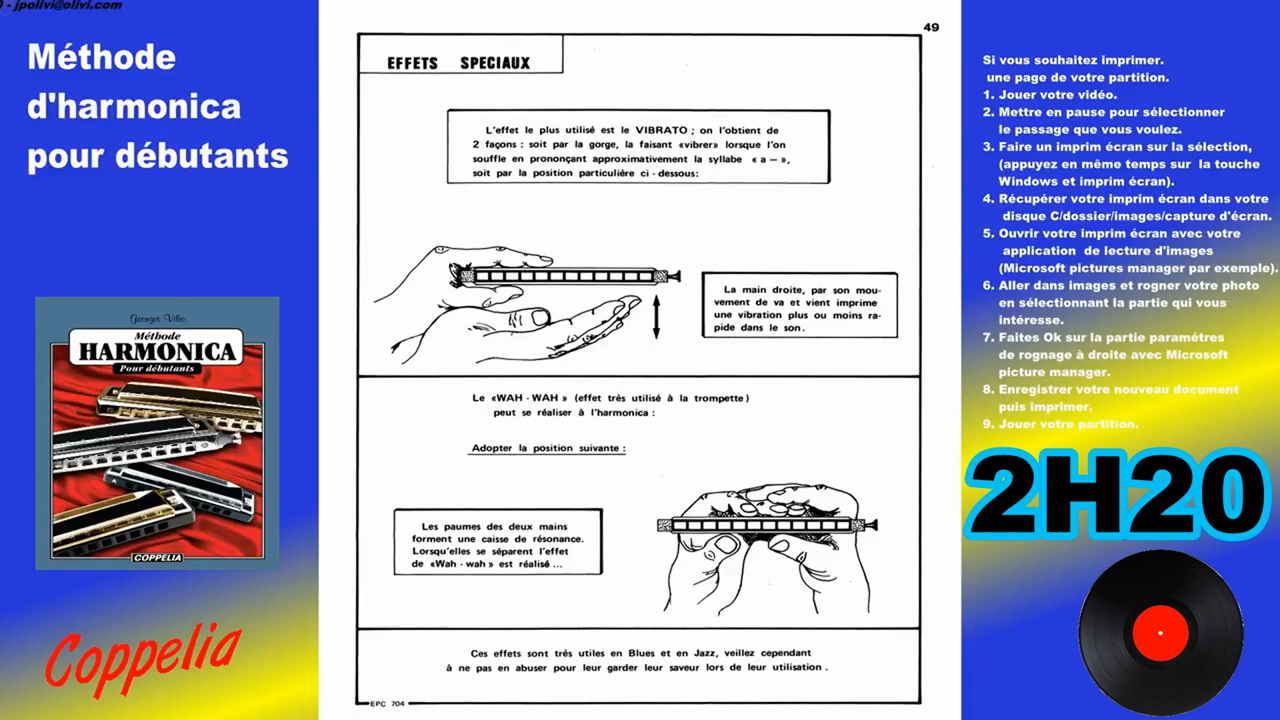 0 - jpolivi@olivi.com
Méthode
d'harmonica
pour débutants
Georges Viloo
Méthode
HARMONICA
Pour débutants
COPPELIA
Coppelia
49
EFFETS SPECIAUX
L'effet le plus utilisé est le VIBRATO ; on l'obtient de
2 façons : soit par la gorge, la faisant «vibrer» lorsque l'on
souffle en prononçant approximativement la syllabe « a — »,
soit par la position particulière ci-dessous:
La main droite, par son mou-
vement de va et vient imprime
une vibration plus ou moins ra-
pide dans le son.
Le «WAH - WAH » (effet très utilisé à la trompette)
peut se réaliser à l'harmonica :
Adopter la position suivante :
Les paumes des deux mains
forment une caisse de résonance.
Lorsqu'elles se séparent l'effet
de «Wah - wah » est réalisé ...
Ces effets sont très utiles en Blues et en Jazz, veillez cependant
à ne pas en abuser pour leur garder leur saveur lors de leur utilisation .
EPC 704
Si vous souhaitez imprimer.
une page de votre partition.
1. Jouer votre vidéo.
2. Mettre en pause pour sélectionner
le passage que vous voulez.
3. Faire un imprim écran sur la sélection,
(appuyez en même temps sur la touche
Windows et imprim écran).
4. Récupérer votre imprim écran dans votre
disque C/dossier/images/capture d'écran.
5. Ouvrir votre imprim écran avec votre
application de lecture d'images
(Microsoft pictures manager par exemple).
6. Aller dans images et rogner votre photo
en sélectionnant la partie qui vous
intéresse.
7. Faites Ok sur la partie paramétres
de rognage à droite avec Microsoft
picture manager.
8. Enregistrer votre nouveau document
puis imprimer.
9. Jouer votre partition.
2H20